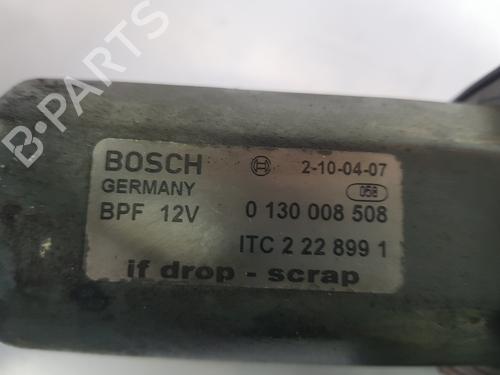 B-PARTS
BOSCH 2-10-04-07
GERMANY 058
BPF 12V 0 130 008 508
ITC 2 22 899 1
if drop - scrap